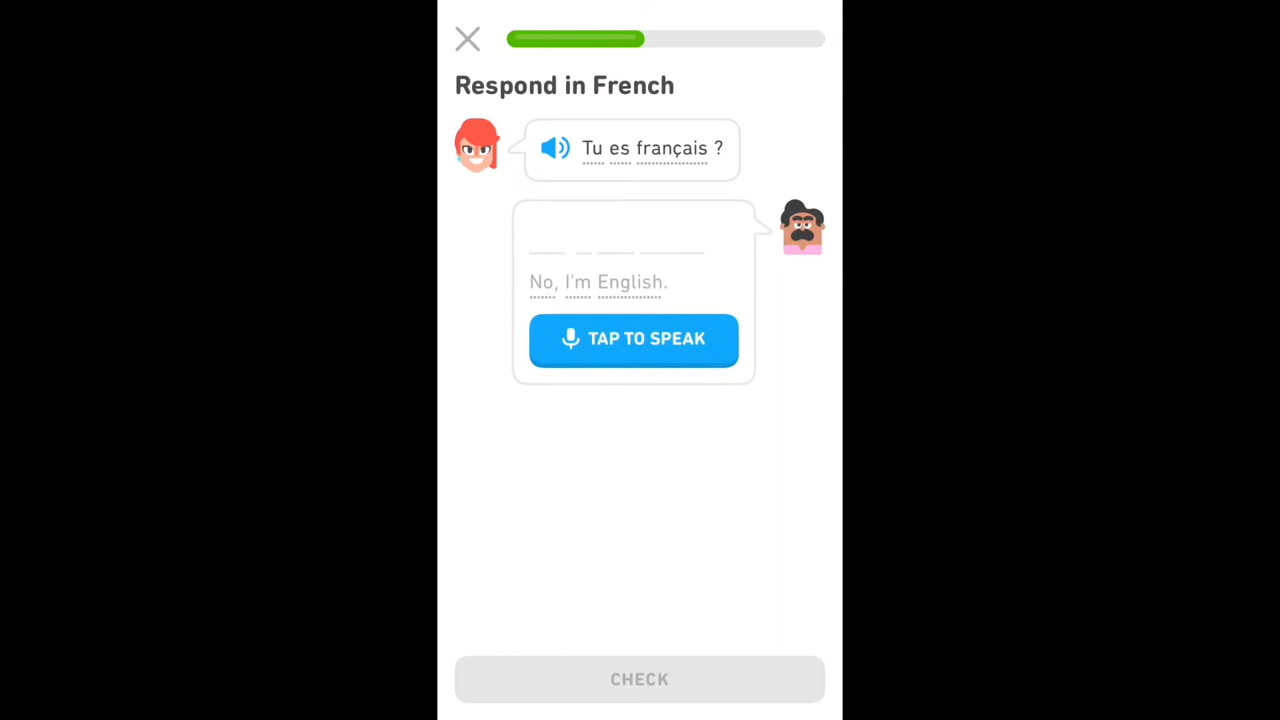 Respond in French
Tu es français ?
No, I'm English.
TAP TO SPEAK
CHECK